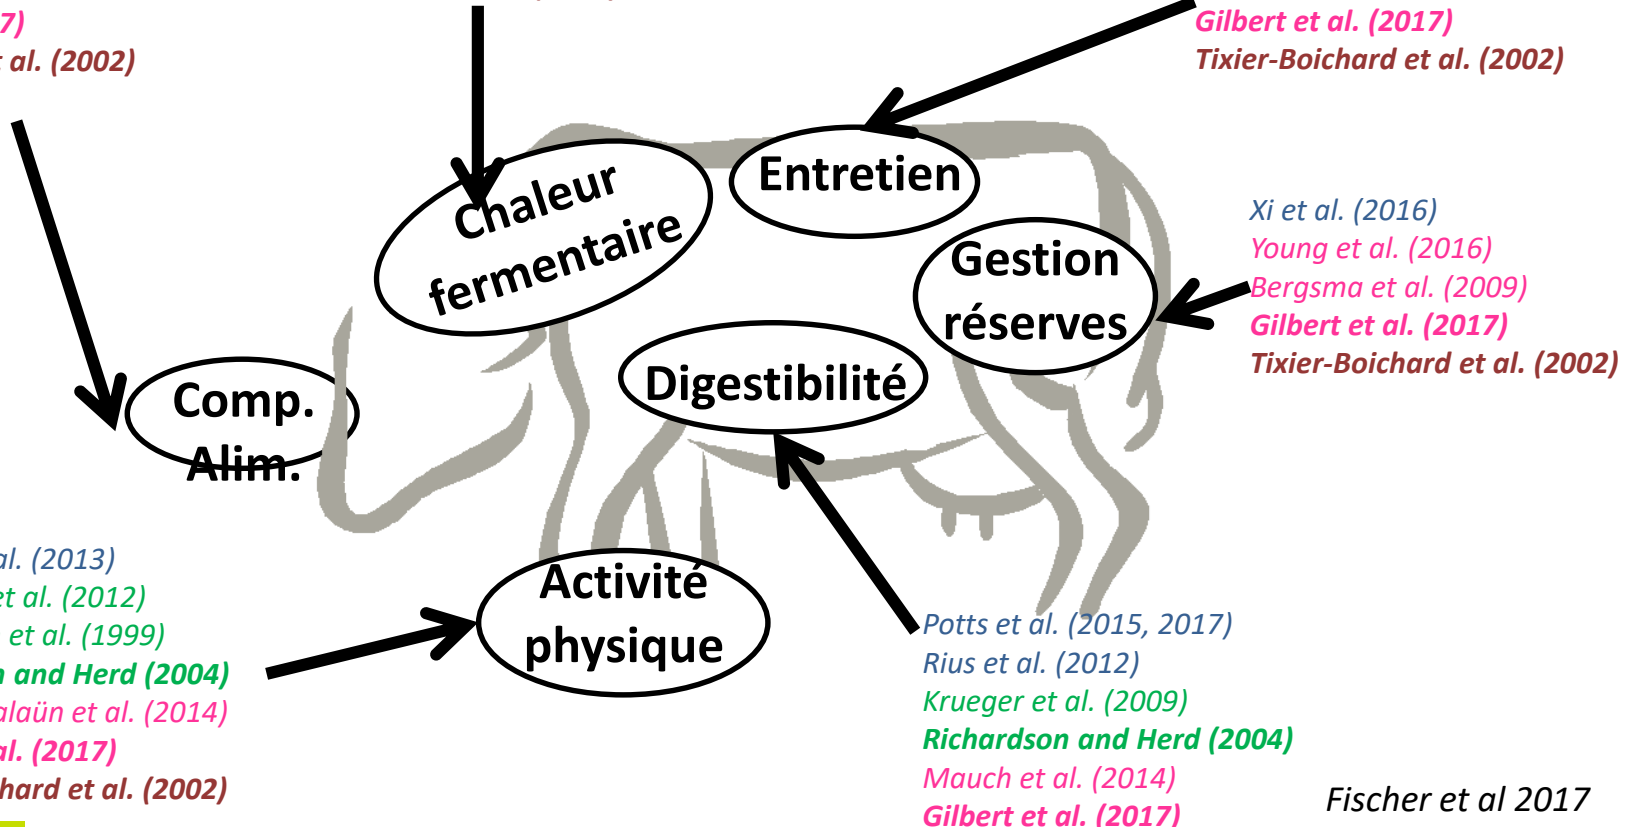 7)
al. (2002)
Gilbert et al. (2017)
Tixier-Boichard et al. (2002)
Chaleur
fermentaire
Entretien
Gestion
réserves
Xi et al. (2016)
Young et al. (2016)
Bergsma et al. (2009)
Gilbert et al. (2017)
Tixier-Boichard et al. (2002)
Digestibilité
Comp.
Alim.
Activité
physique
al. (2013)
et al. (2012)
et al. (1999)
and Herd (2004)
alaün et al. (2014)
al. (2017)
hard et al. (2002)
Potts et al. (2015, 2017)
Rius et al. (2012)
Krueger et al. (2009)
Richardson and Herd (2004)
Mauch et al. (2014)
Gilbert et al. (2017)
Fischer et al 2017